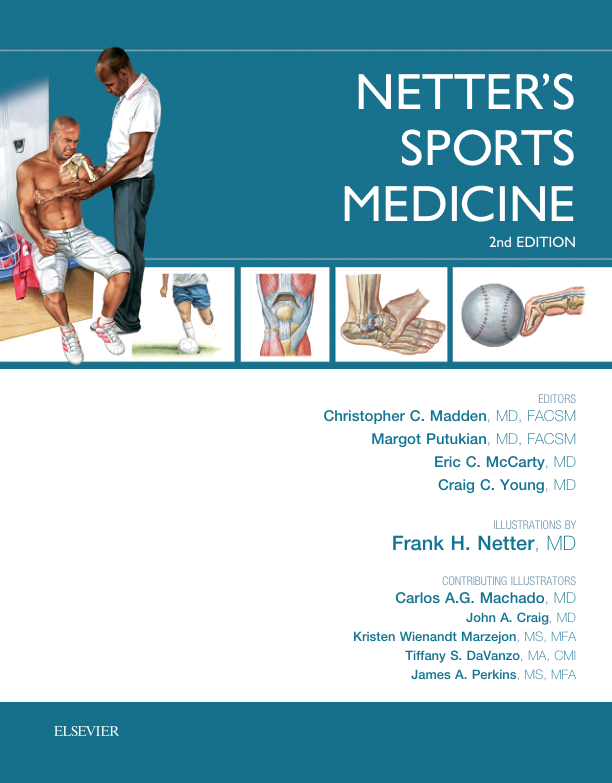 NETTER'S
SPORTS
MEDICINE
2nd EDITION
EDITORS
Christopher C. Madden, MD, FACSM
Margot Putukian, MD, FACSM
Eric C. McCarty, MD
Craig C. Young, MD
ILLUSTRATIONS BY
Frank H. Netter, MD
CONTRIBUTING ILLUSTRATORS
Carlos A.G. Machado, MD
John A. Craig, MD
Kristen Wienandt Marzejon, MS, MFA
Tiffany S. DaVanzo, MA, CMI
James A. Perkins, MS, MFA
ELSEVIER